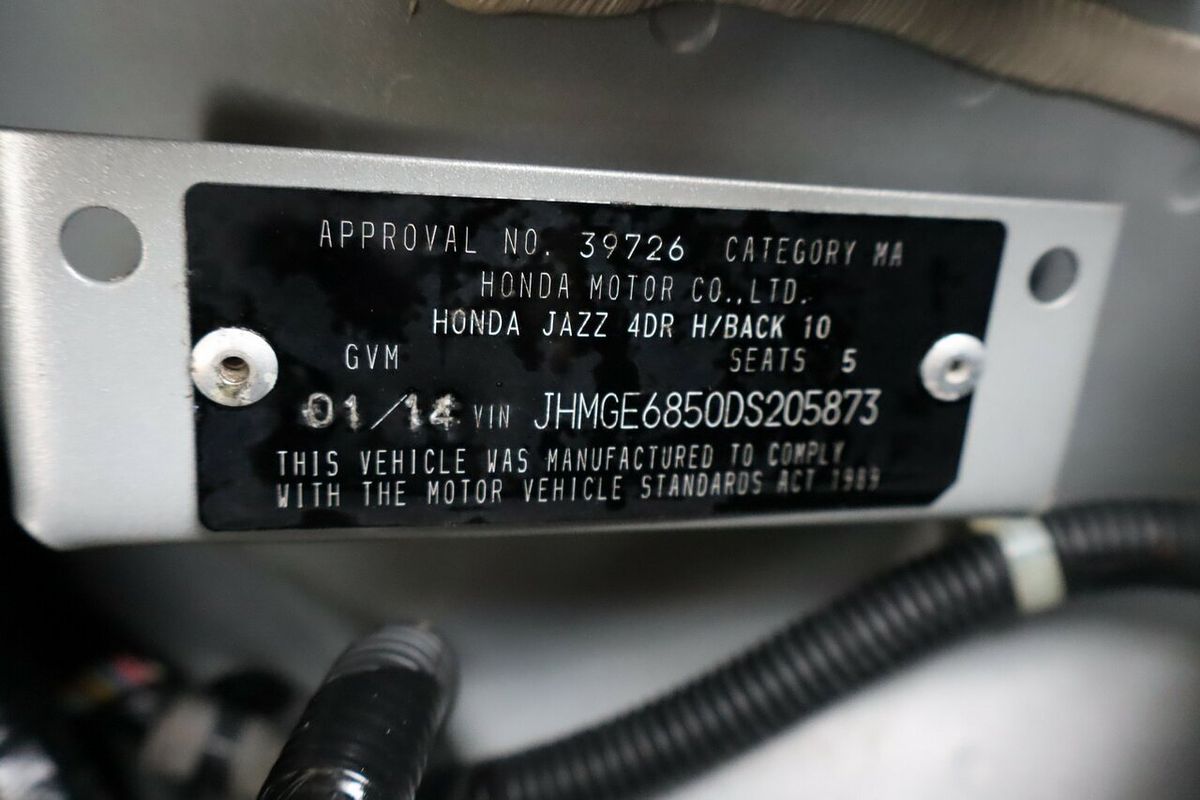 APPROVAL NO. 39726 CATEGORY MA
HONDA MOTOR CO.,LTD.
HONDA JAZZ 4DR H/BACK 10
GVM SEATS 5
01/14 VIN JHMGE6850DS205873
THIS VEHICLE WAS MANUFACTURED TO COMPLY
WITH THE MOTOR VEHICLE STANDARDS ACT 1989